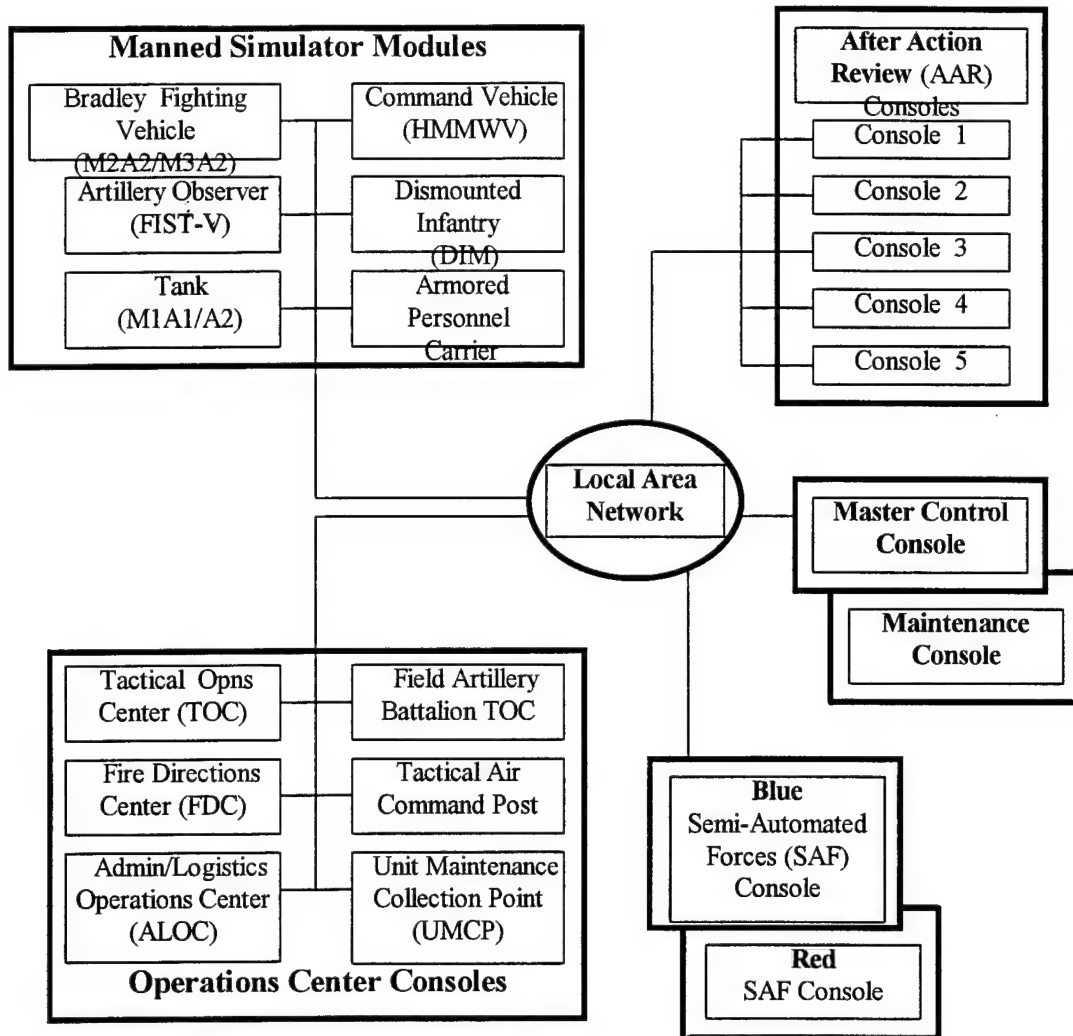 Manned Simulator Modules
Bradley Fighting
Vehicle
(M2A2/M3A2)
Command Vehicle
(HMMWV)
Artillery Observer
(FIST-V)
Dismounted
Infantry
(DIM)
Tank
(M1A1/A2)
Armored
Personnel
Carrier
After Action
Review (AAR)
Consoles
Console 1
Console 2
Console 3
Console 4
Console 5
Local Area
Network
Master Control
Console
Maintenance
Console
Tactical Opns
Center (TOC)
Field Artillery
Battalion TOC
Fire Directions
Center (FDC)
Tactical Air
Command Post
Admin/Logistics
Operations Center
(ALOC)
Unit Maintenance
Collection Point
(UMCP)
Operations Center Consoles
Blue
Semi-Automated
Forces (SAF)
Console
Red
SAF Console